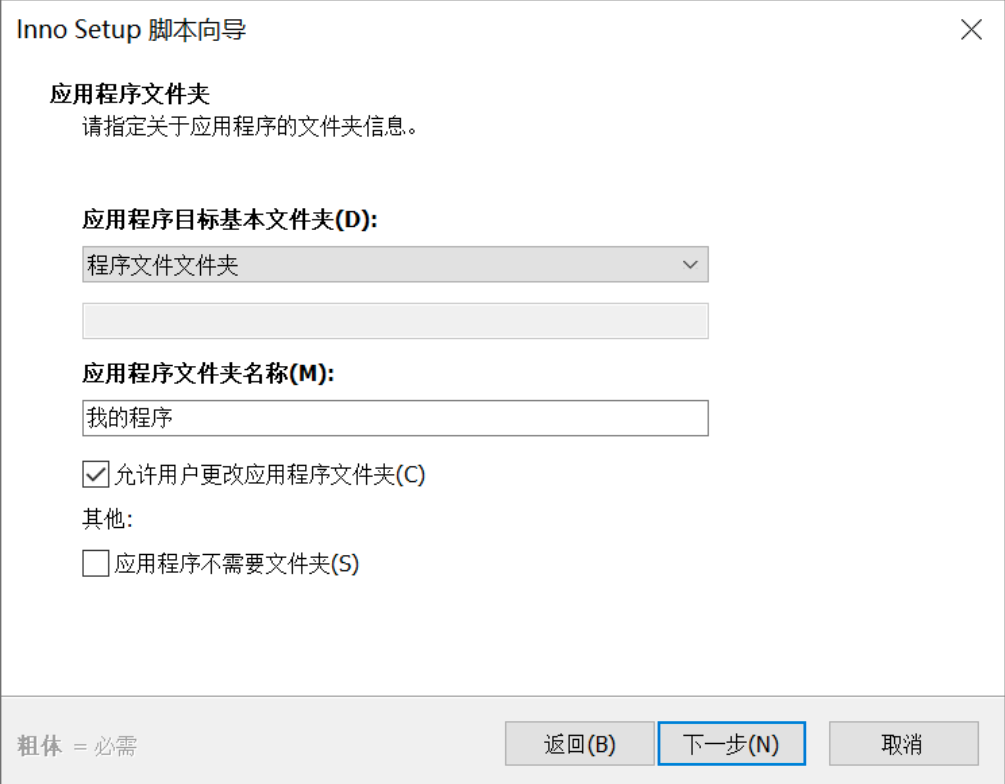 Inno Setup 脚本向导
应用程序文件夹
请指定关于应用程序的文件夹信息。
应用程序目标基本文件夹(D):
程序文件文件夹
应用程序文件夹名称(M):
我的程序
允许用户更改应用程序文件夹(C)
其他:
应用程序不需要文件夹(S)
粗体 = 必需
返回(B)
下一步(N)
取消